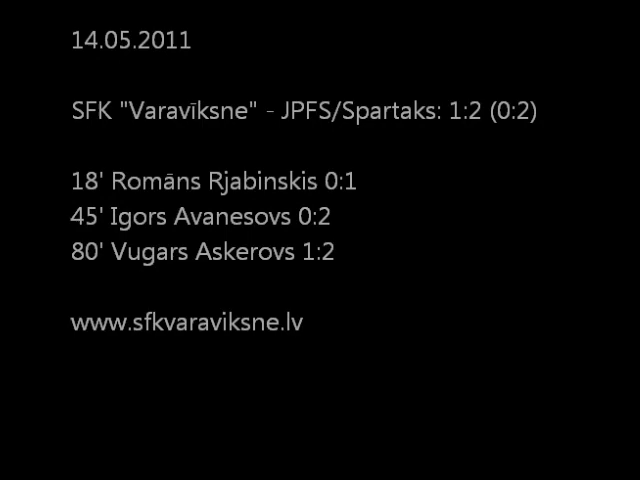 14.05.2011
SFK "Varavīksne" - JPFS/Spartaks: 1:2 (0:2)
18' Romāns Rjabinskis 0:1
45' Igors Avanesovs 0:2
80' Vugars Askerovs 1:2
www.sfkvaraviksne.lv